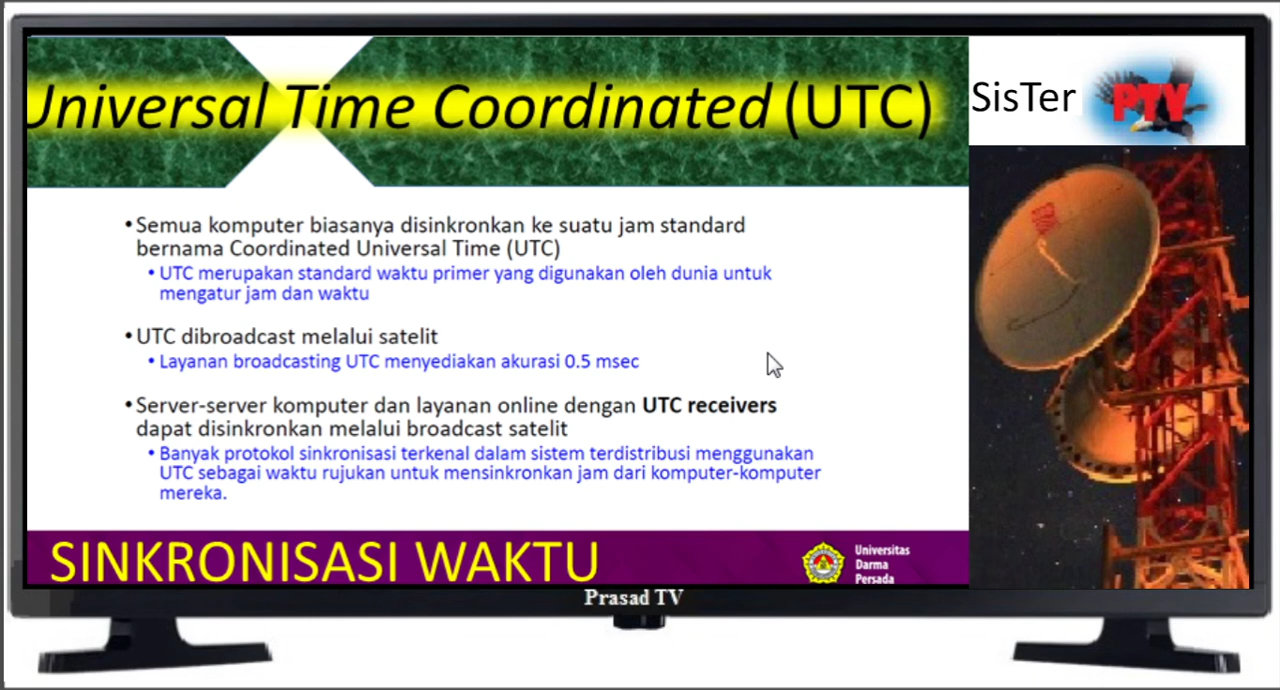 Universal Time Coordinated (UTC)
SisTer
PTY
• Semua komputer biasanya disinkronkan ke suatu jam standard
bernama Coordinated Universal Time (UTC)
• UTC merupakan standard waktu primer yang digunakan oleh dunia untuk
mengatur jam dan waktu
• UTC dibroadcast melalui satelit
• Layanan broadcasting UTC menyediakan akurasi 0.5 msec
• Server-server komputer dan layanan online dengan UTC receivers
dapat disinkronkan melalui broadcast satelit
• Banyak protokol sinkronisasi terkenal dalam sistem terdistribusi menggunakan
UTC sebagai waktu rujukan untuk mensinkronkan jam dari komputer-komputer
mereka.
SINKRONISASI WAKTU
Universitas
Darma
Persada
Prasad TV